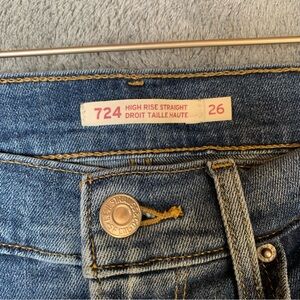 724 HIGH RISE STRAIGHT 26
DROIT TAILLE HAUTE